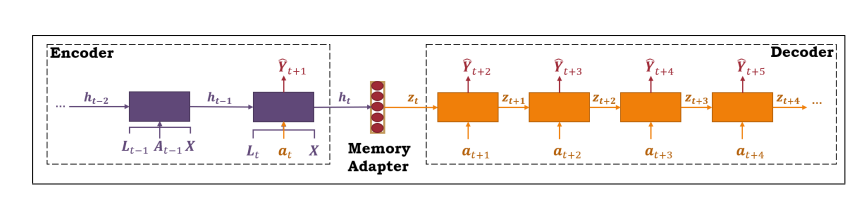 Encoder
Decoder
Ŷt+1
Ŷt+2
Ŷt+3
Ŷt+4
Ŷt+5
... ht−2
ht−1
ht
zt
zt+1
zt+2
zt+3
zt+4 ...
Lt−1 At−1 X
Lt at X
Memory
Adapter
at+1
at+2
at+3
at+4